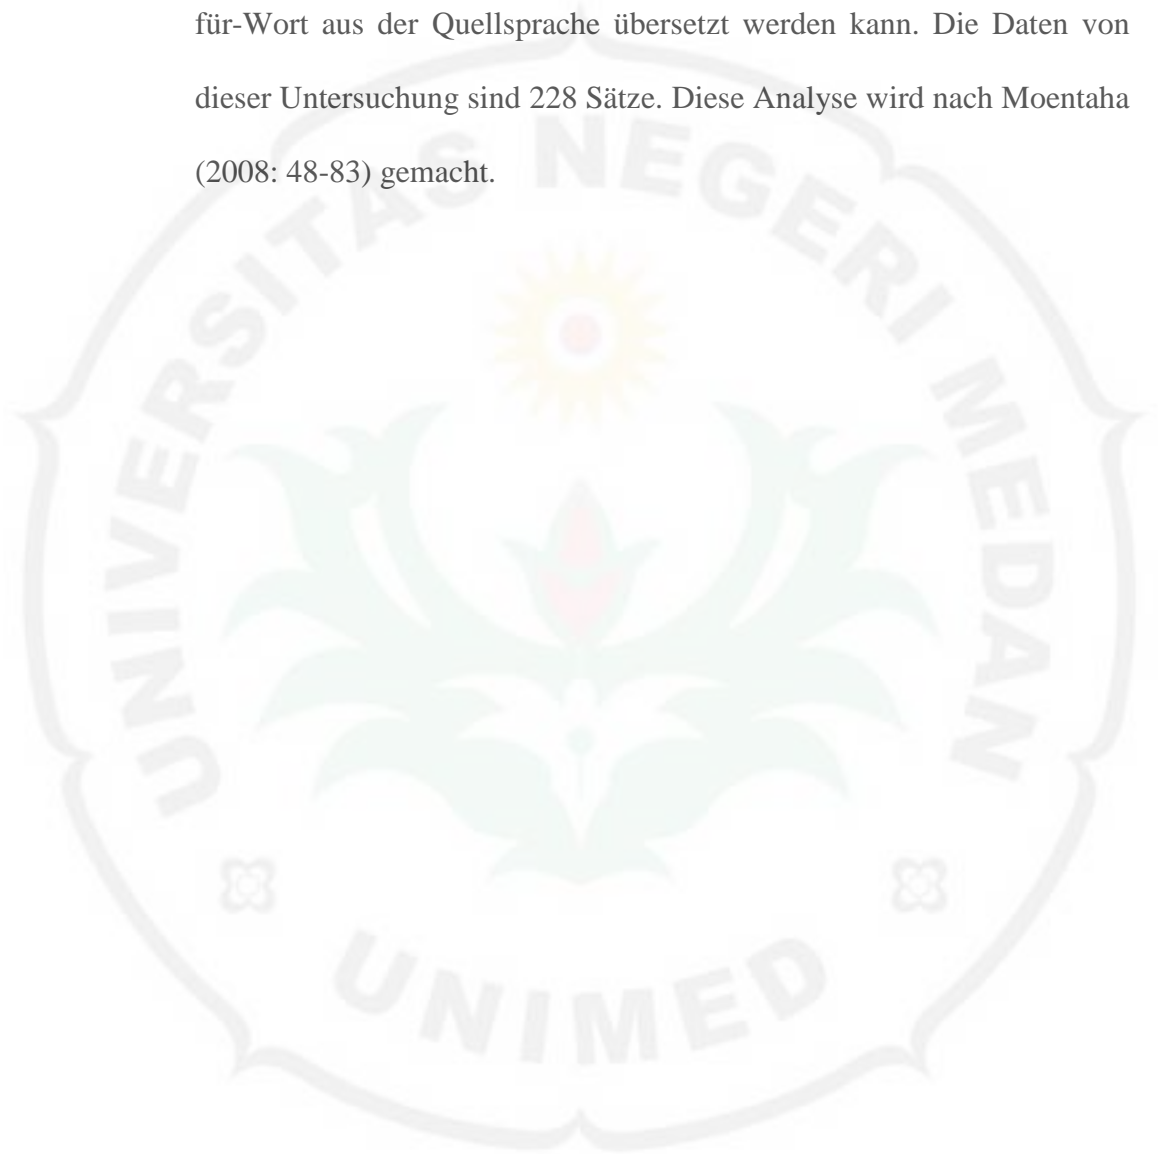 für-Wort aus der Quellsprache übersetzt werden kann. Die Daten von
dieser Untersuchung sind 228 Sätze. Diese Analyse wird nach Moentaha
(2008: 48-83) gemacht.
UNIVERSITAS NEGERI MEDAN
UNIMED